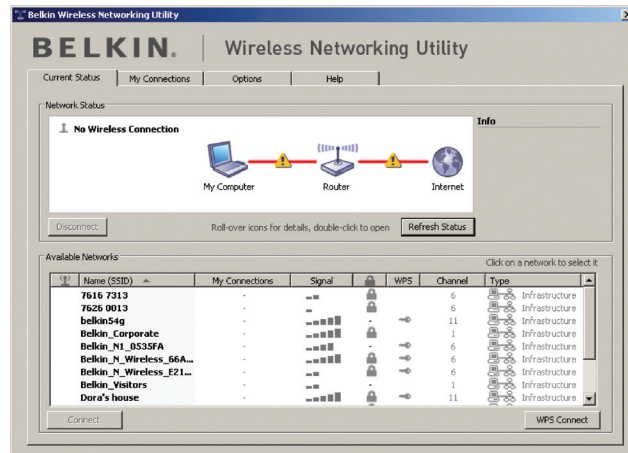 Belkin Wireless Networking Utility
BELKIN. Wireless Networking Utility
Current Status My Connections Options Help
Network Status
No Wireless Connection
Info
My Computer Router Internet
Disconnect Roll-over icons for details, double-click to open Refresh Status
Available Networks
Click on a network to select it
Name (SSID) My Connections Signal WPS Channel Type
7616 7313 - 6 Infrastructure
7626 0013 - 6 Infrastructure
belkin54g - - 11 Infrastructure
Belkin_Corporate - 1 Infrastructure
Belkin_N1_0535FA - - 6 Infrastructure
Belkin_N_Wireless_66A... - 6 Infrastructure
Belkin_N_Wireless_E21... - 6 Infrastructure
Belkin_Visitors - - 1 Infrastructure
Dora's house - 11 Infrastructure
Connect WPS Connect